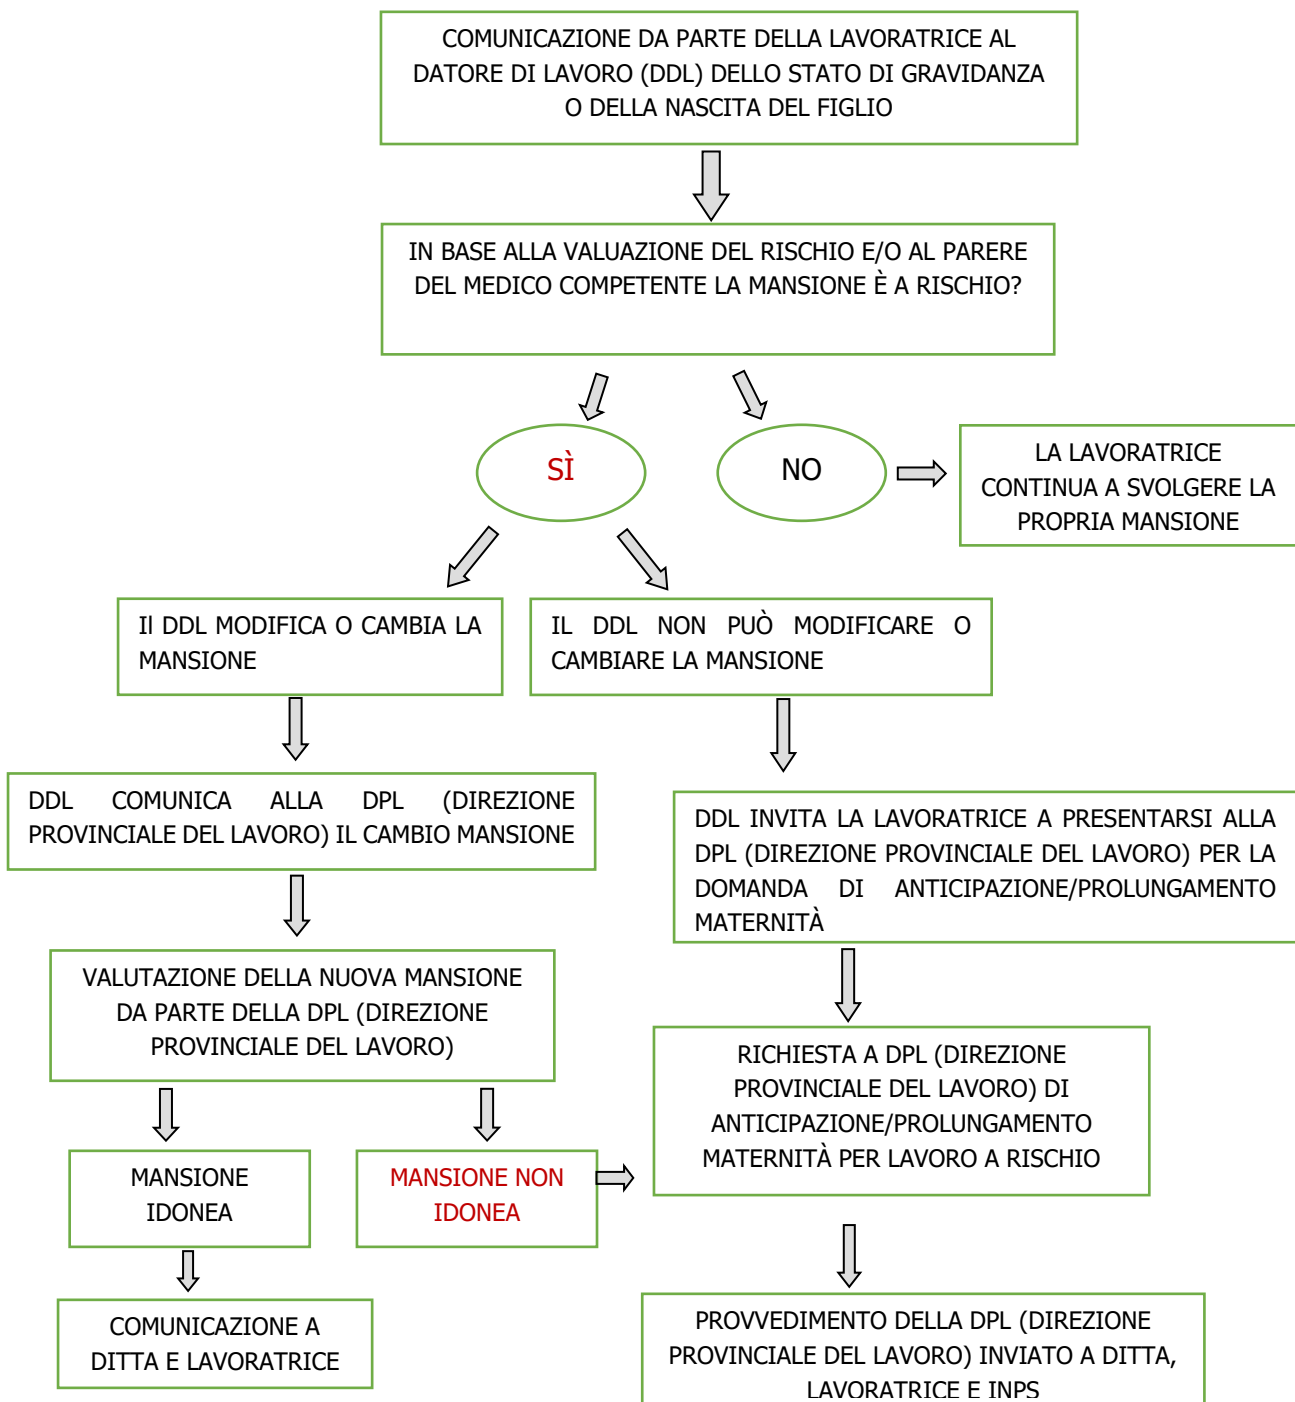 COMUNICAZIONE DA PARTE DELLA LAVORATRICE AL
DATORE DI LAVORO (DDL) DELLO STATO DI GRAVIDANZA
O DELLA NASCITA DEL FIGLIO
IN BASE ALLA VALUAZIONE DEL RISCHIO E/O AL PARERE
DEL MEDICO COMPETENTE LA MANSIONE È A RISCHIO?
SÌ
NO
LA LAVORATRICE
CONTINUA A SVOLGERE LA
PROPRIA MANSIONE
Il DDL MODIFICA O CAMBIA LA
MANSIONE
IL DDL NON PUÒ MODIFICARE O
CAMBIARE LA MANSIONE
DDL COMUNICA ALLA DPL (DIREZIONE
PROVINCIALE DEL LAVORO) IL CAMBIO MANSIONE
DDL INVITA LA LAVORATRICE A PRESENTARSI ALLA
DPL (DIREZIONE PROVINCIALE DEL LAVORO) PER LA
DOMANDA DI ANTICIPAZIONE/PROLUNGAMENTO
MATERNITÀ
VALUTAZIONE DELLA NUOVA MANSIONE
DA PARTE DELLA DPL (DIREZIONE
PROVINCIALE DEL LAVORO)
RICHIESTA A DPL (DIREZIONE
PROVINCIALE DEL LAVORO) DI
ANTICIPAZIONE/PROLUNGAMENTO
MATERNITÀ PER LAVORO A RISCHIO
MANSIONE
IDONEA
MANSIONE NON
IDONEA
COMUNICAZIONE A
DITTA E LAVORATRICE
PROVVEDIMENTO DELLA DPL (DIREZIONE
PROVINCIALE DEL LAVORO) INVIATO A DITTA,
LAVORATRICE E INPS